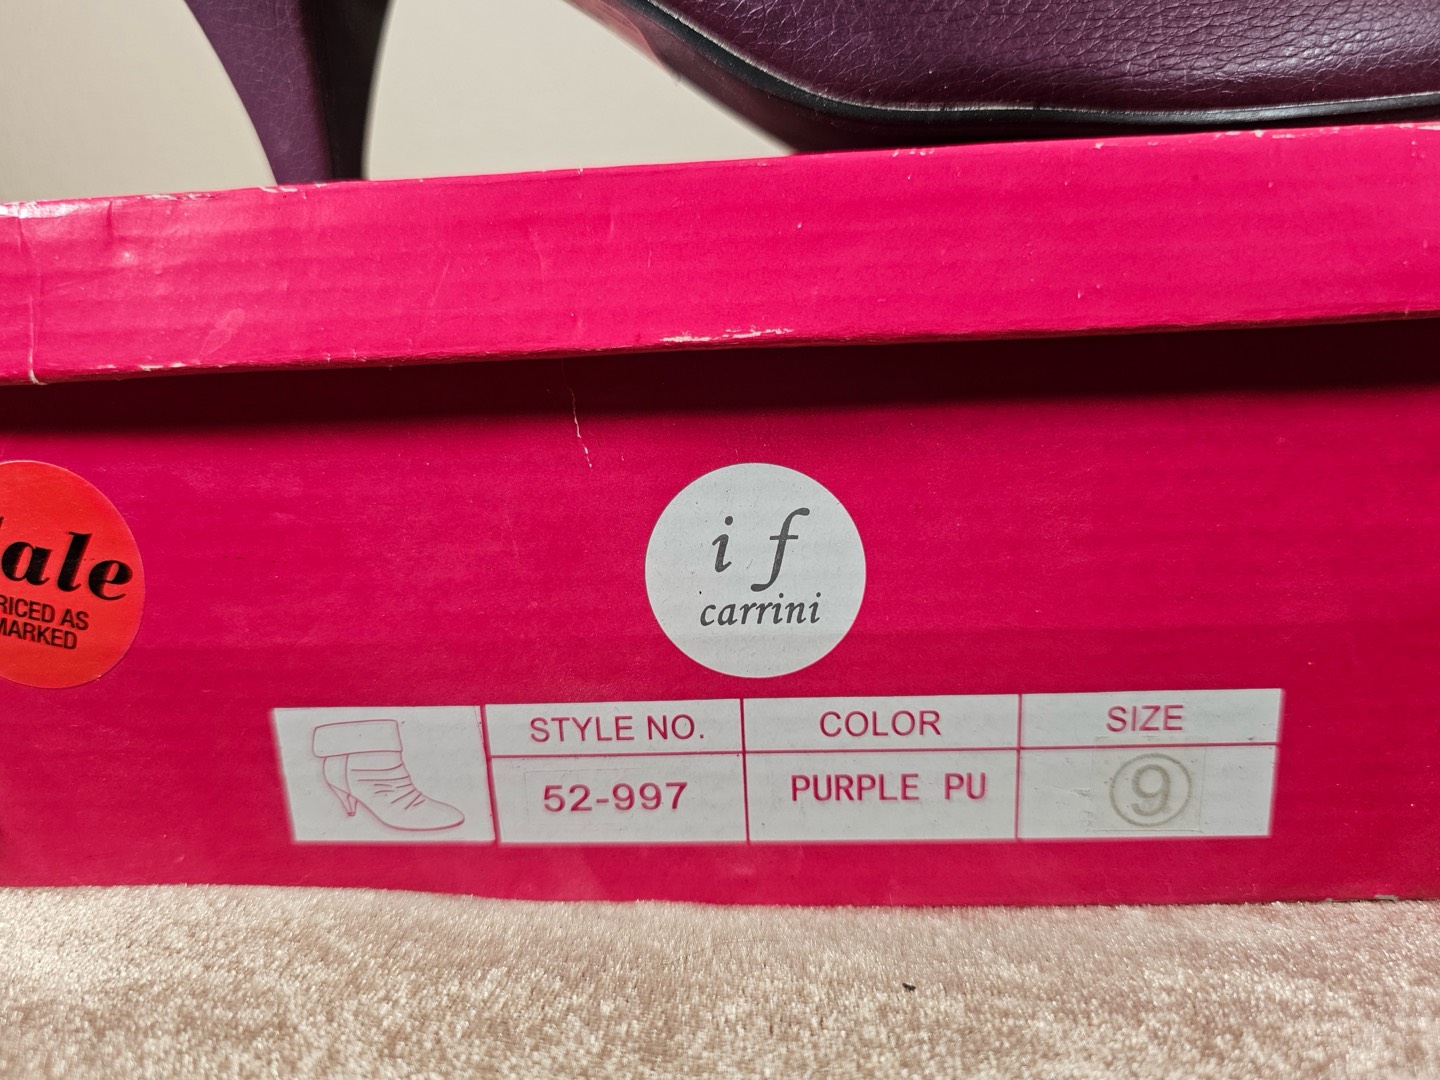 ale
RICED AS
MARKED
i f
carrini
STYLE NO.
COLOR
SIZE
52-997
PURPLE PU
9